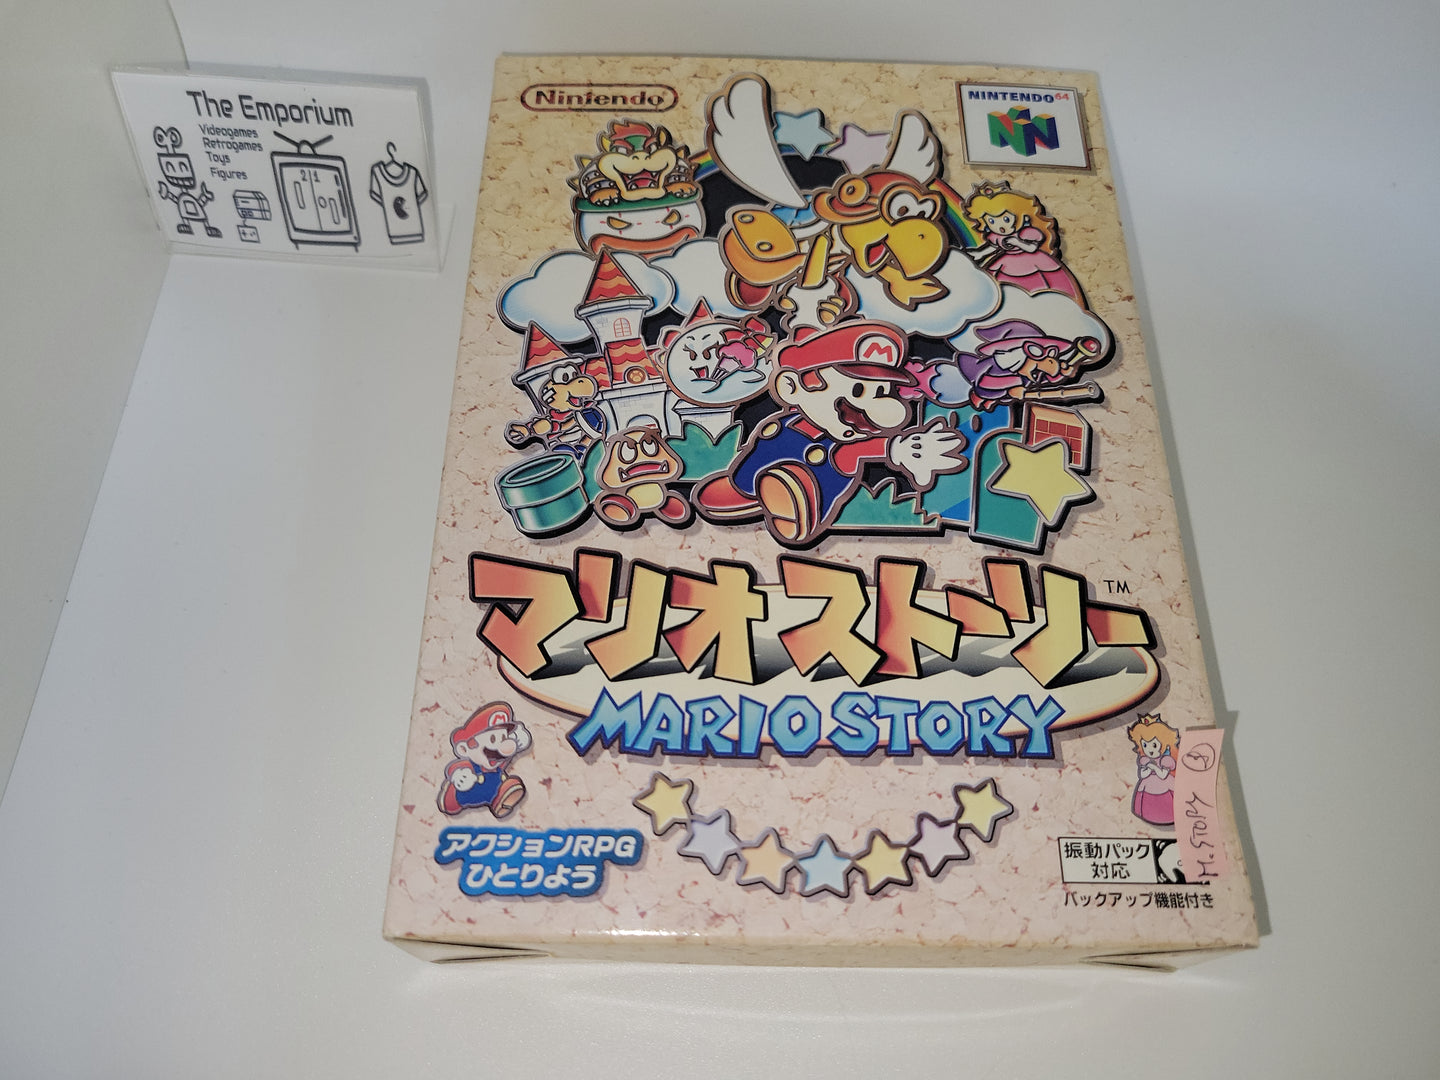 The Emporium
Videogames
Retrogames
Toys
Figures
21
Nintendo
NINTENDO64
M
マリオストーリー
TM
MARIO STORY
M
アクションRPG
ひとりよう
振動パック
対応
バックアップ機能付き
M. STORY